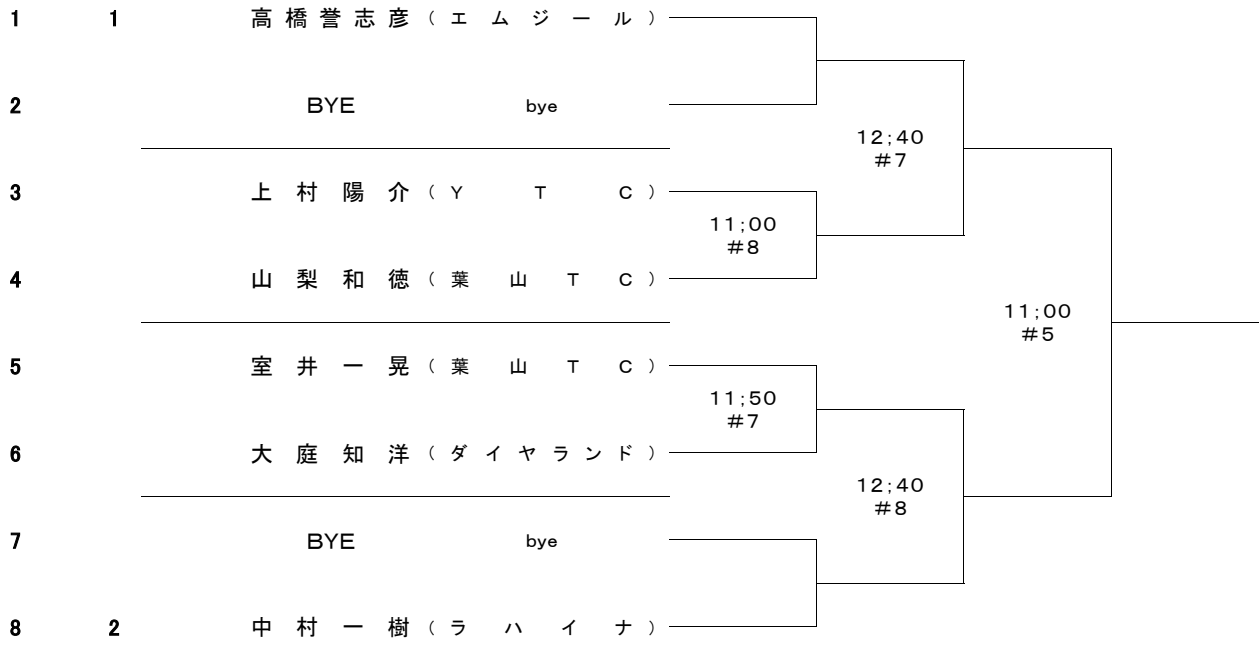 1 1 高橋誉志彦(エムジール)
2 BYE bye
12;40
#7
3 上村陽介(YTC)
11;00
#8
4 山梨和徳(葉山TC)
11;00
#5
5 室井一晃(葉山TC)
11;50
#7
6 大庭知洋(ダイヤランド)
12;40
#8
7 BYE bye
8 2 中村一樹(ラハイナ)